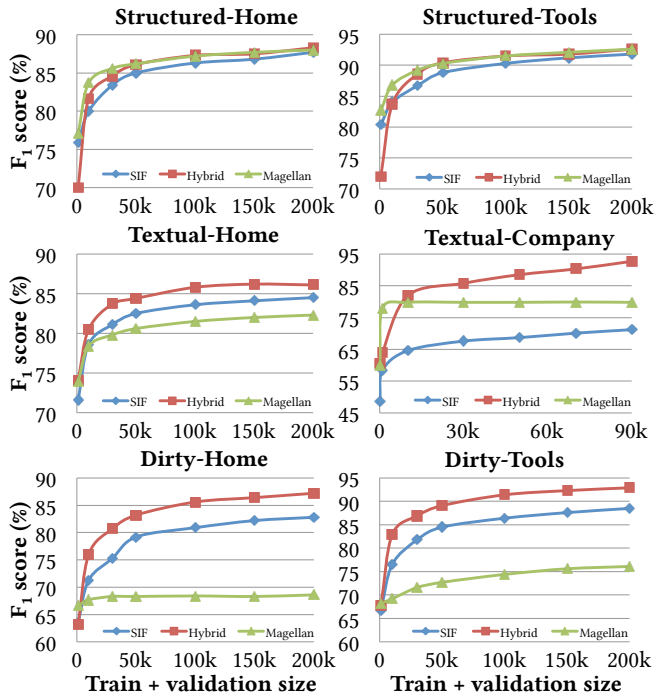 Structured-Home
F1 score (%)
90
85
80
75
70
SIF Hybrid Magellan
0 50k 100k 150k 200k
Structured-Tools
95
90
85
80
75
70
SIF Hybrid Magellan
0 50k 100k 150k 200k
Textual-Home
F1 score (%)
90
85
80
75
70
SIF Hybrid Magellan
0 50k 100k 150k 200k
Textual-Company
95
85
75
65
55
45
SIF Hybrid Magellan
0 30k 60k 90k
Dirty-Home
F1 score (%)
90
85
80
75
70
65
60
SIF Hybrid Magellan
0 50k 100k 150k 200k
Train + validation size
Dirty-Tools
95
90
85
80
75
70
65
60
SIF Hybrid Magellan
0 50k 100k 150k 200k
Train + validation size